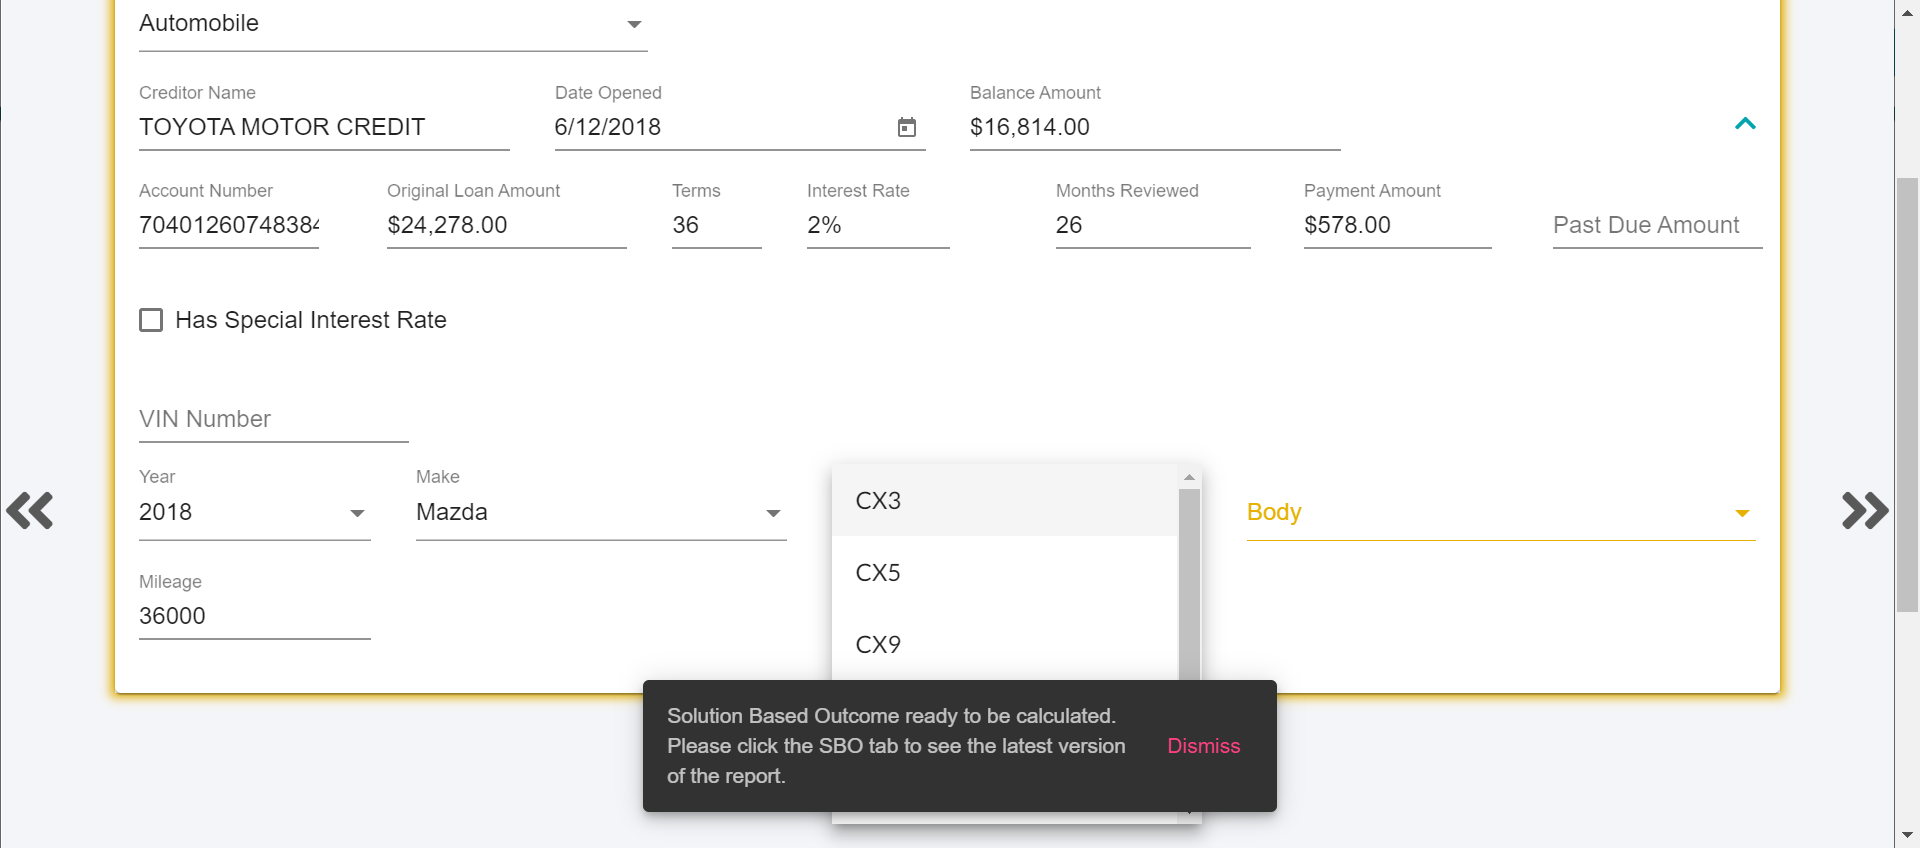 Automobile
Creditor Name
TOYOTA MOTOR CREDIT
Date Opened
6/12/2018
Balance Amount
$16,814.00
Account Number
Original Loan Amount
$24,278.00
Terms
36
Interest Rate
2%
Months Reviewed
26
Payment Amount
$578.00
Past Due Amount
Has Special Interest Rate
VIN Number
Year
2018
Make
Mazda
CX3
CX5
CX9
Body
Mileage
36000
Solution Based Outcome ready to be calculated.
Please click the SBO tab to see the latest version
of the report.
Dismiss